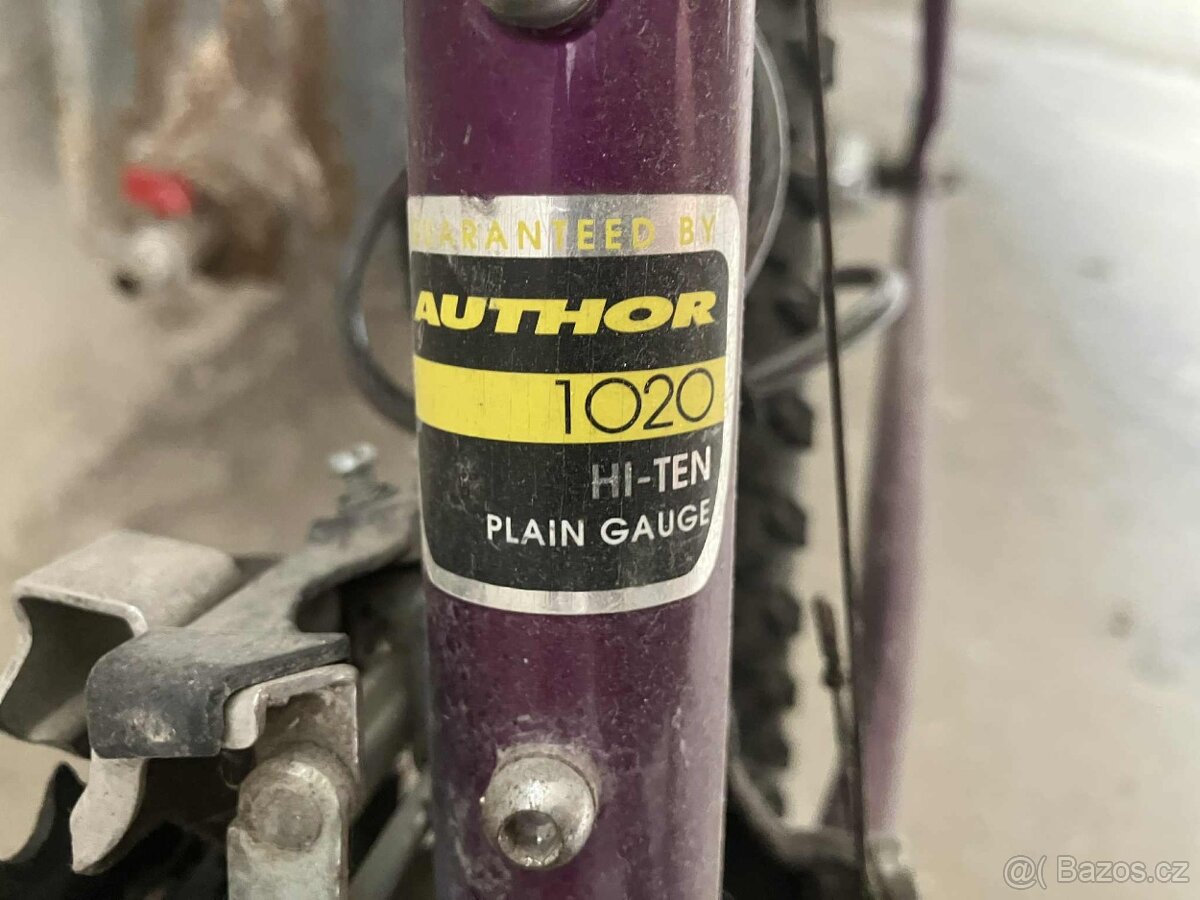 GUARANTEED BY
AUTHOR
1020
HI-TEN
PLAIN GAUGE
@( Bazos.cz